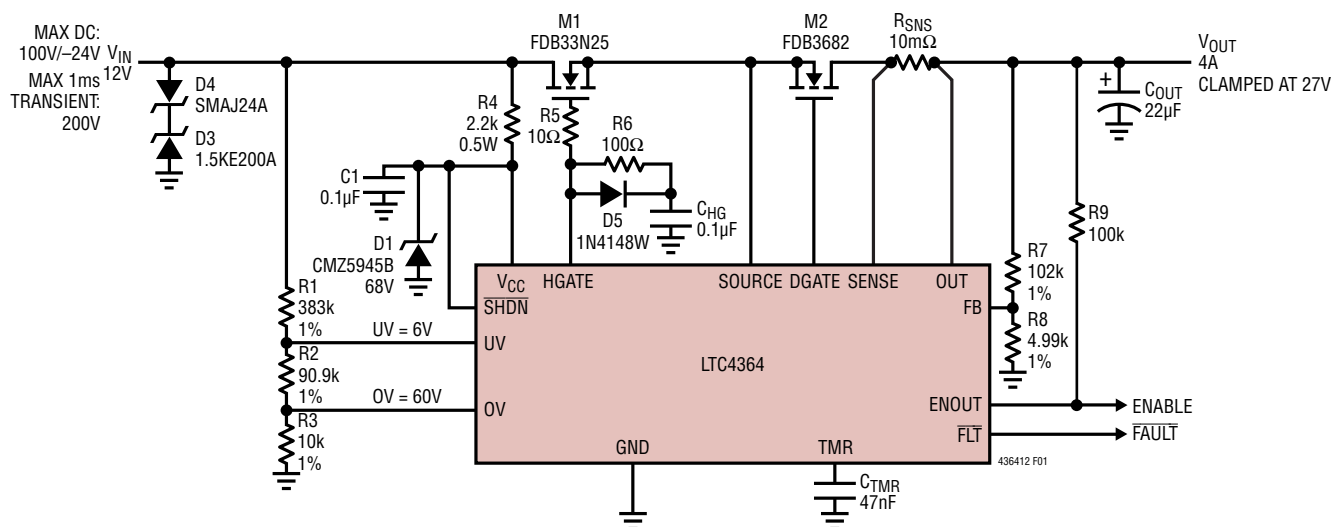 MAX DC:
100V/–24V
MAX 1ms
TRANSIENT:
200V
VIN
12V
D4
SMAJ24A
D3
1.5KE200A
M1
FDB33N25
M2
FDB3682
RSNS
10mΩ
VOUT
4A
CLAMPED AT 27V
+
COUT
22µF
R4
2.2k
0.5W
R5
10Ω
R6
100Ω
C1
0.1µF
D5
1N4148W
CHG
0.1µF
D1
CMZ5945B
68V
R9
100k
R7
102k
1%
R8
4.99k
1%
R1
383k
1%
R2
90.9k
1%
R3
10k
1%
UV = 6V
OV = 60V
VCC
HGATE
SOURCE
DGATE
SENSE
OUT
SHDN
UV
OV
FB
LTC4364
ENOUT
FLT
ENABLE
FAULT
GND
TMR
436412 F01
CTMR
47nF